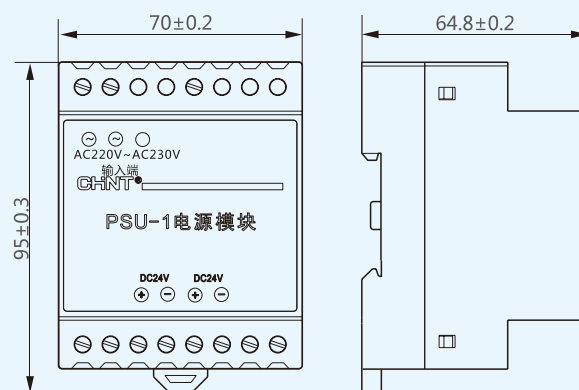 70±0.2
64.8±0.2
95±0.3
AC220V~AC230V
输入端
CHNT®
PSU-1电源模块
DC24V DC24V
+ − + −